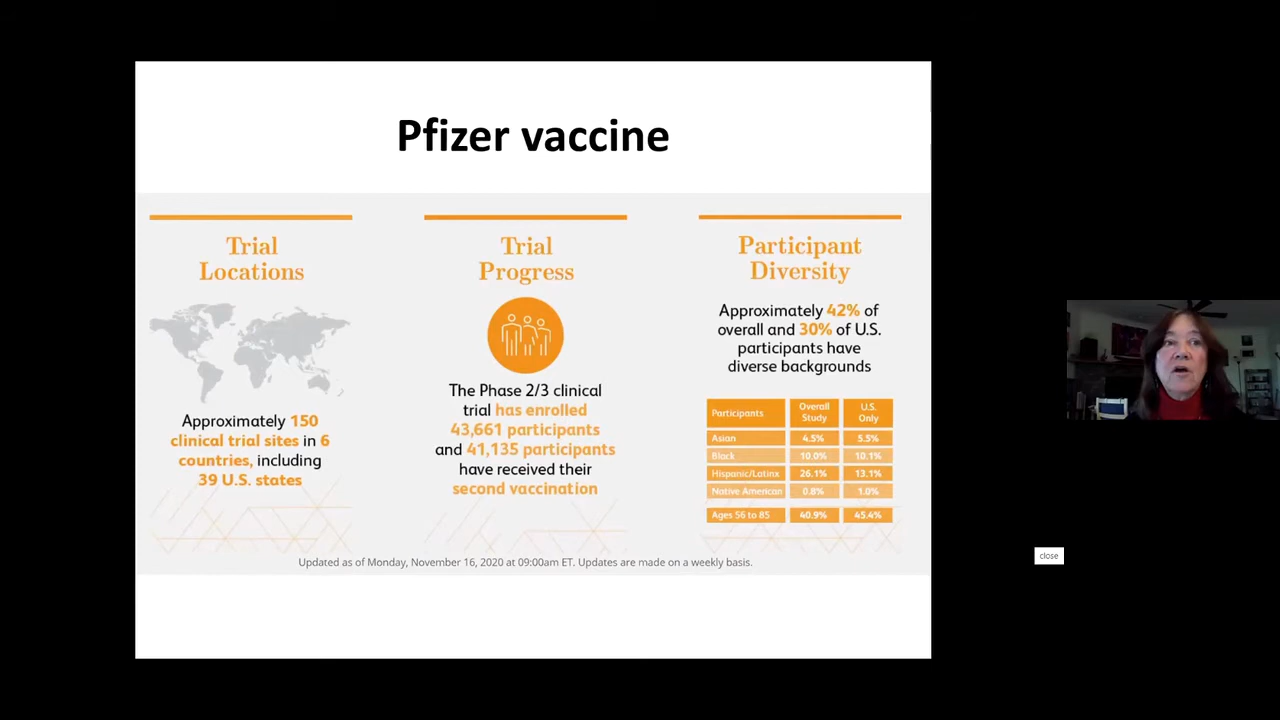 Pfizer vaccine
Trial
Locations
Approximately 150
clinical trial sites in 6
countries, including
39 U.S. states
Trial
Progress
The Phase 2/3 clinical
trial has enrolled
43,661 participants
and 41,135 participants
have received their
second vaccination
Participant
Diversity
Approximately 42% of
overall and 30% of U.S.
participants have
diverse backgrounds
Participants Overall Study U.S. Only
Asian 4.5% 5.5%
Black 10.0% 10.1%
Hispanic/Latinx 26.1% 13.1%
Native American 0.8% 1.0%
Ages 56 to 85 40.9% 45.4%
Updated as of Monday, November 16, 2020 at 09:00am ET. Updates are made on a weekly basis.
close